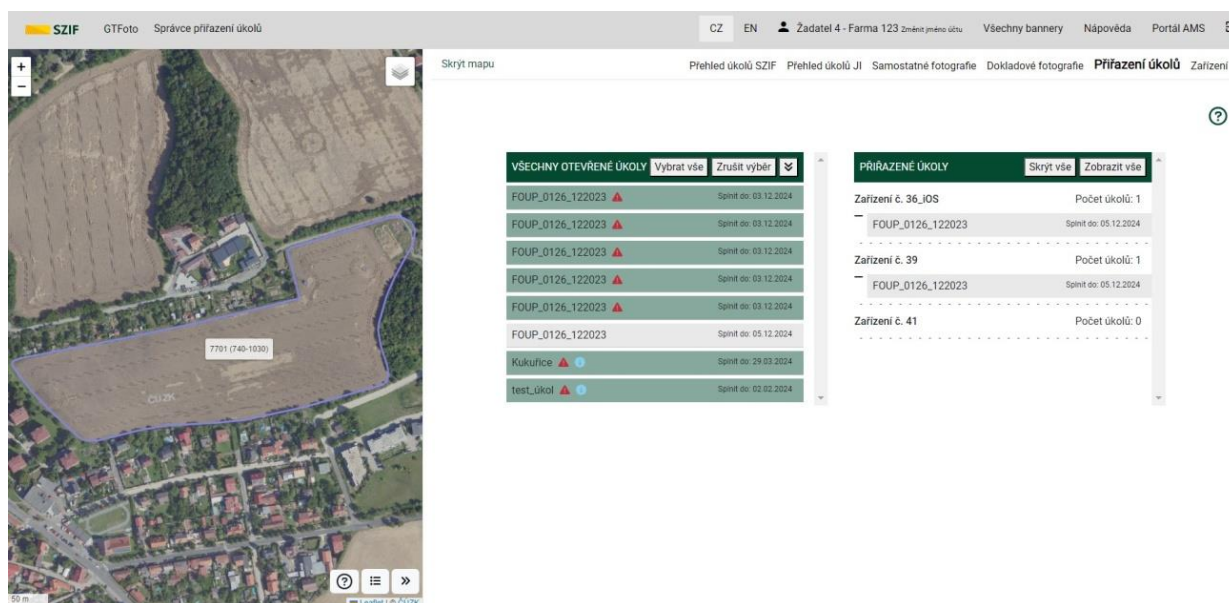 SZIF GTFoto Správce přiřazení úkolů CZ EN Žadatel 4 - Farma 123 Změnit jméno účtu Všechny bannery Nápověda Portál AMS
+
−
Skrýt mapu Přehled úkolů SZIF Přehled úkolů JI Samostatné fotografie Dokladové fotografie Přiřazení úkolů Zařízení
?
VŠECHNY OTEVŘENÉ ÚKOLY Vybrat vše Zrušit výběr
FOUP_0126_122023 Splnit do: 03.12.2024
FOUP_0126_122023 Splnit do: 03.12.2024
FOUP_0126_122023 Splnit do: 03.12.2024
FOUP_0126_122023 Splnit do: 03.12.2024
FOUP_0126_122023 Splnit do: 03.12.2024
FOUP_0126_122023 Splnit do: 05.12.2024
Kukuřice Splnit do: 29.03.2024
test_úkol Splnit do: 02.02.2024
PŘIŘAZENÉ ÚKOLY Skrýt vše Zobrazit vše
Zařízení č. 36_iOS Počet úkolů: 1
FOUP_0126_122023 Splnit do: 05.12.2024
Zařízení č. 39 Počet úkolů: 1
FOUP_0126_122023 Splnit do: 05.12.2024
Zařízení č. 41 Počet úkolů: 0
7701 (740-1030)
ČÚZK
?
50 m
Leaflet | © ČÚZK